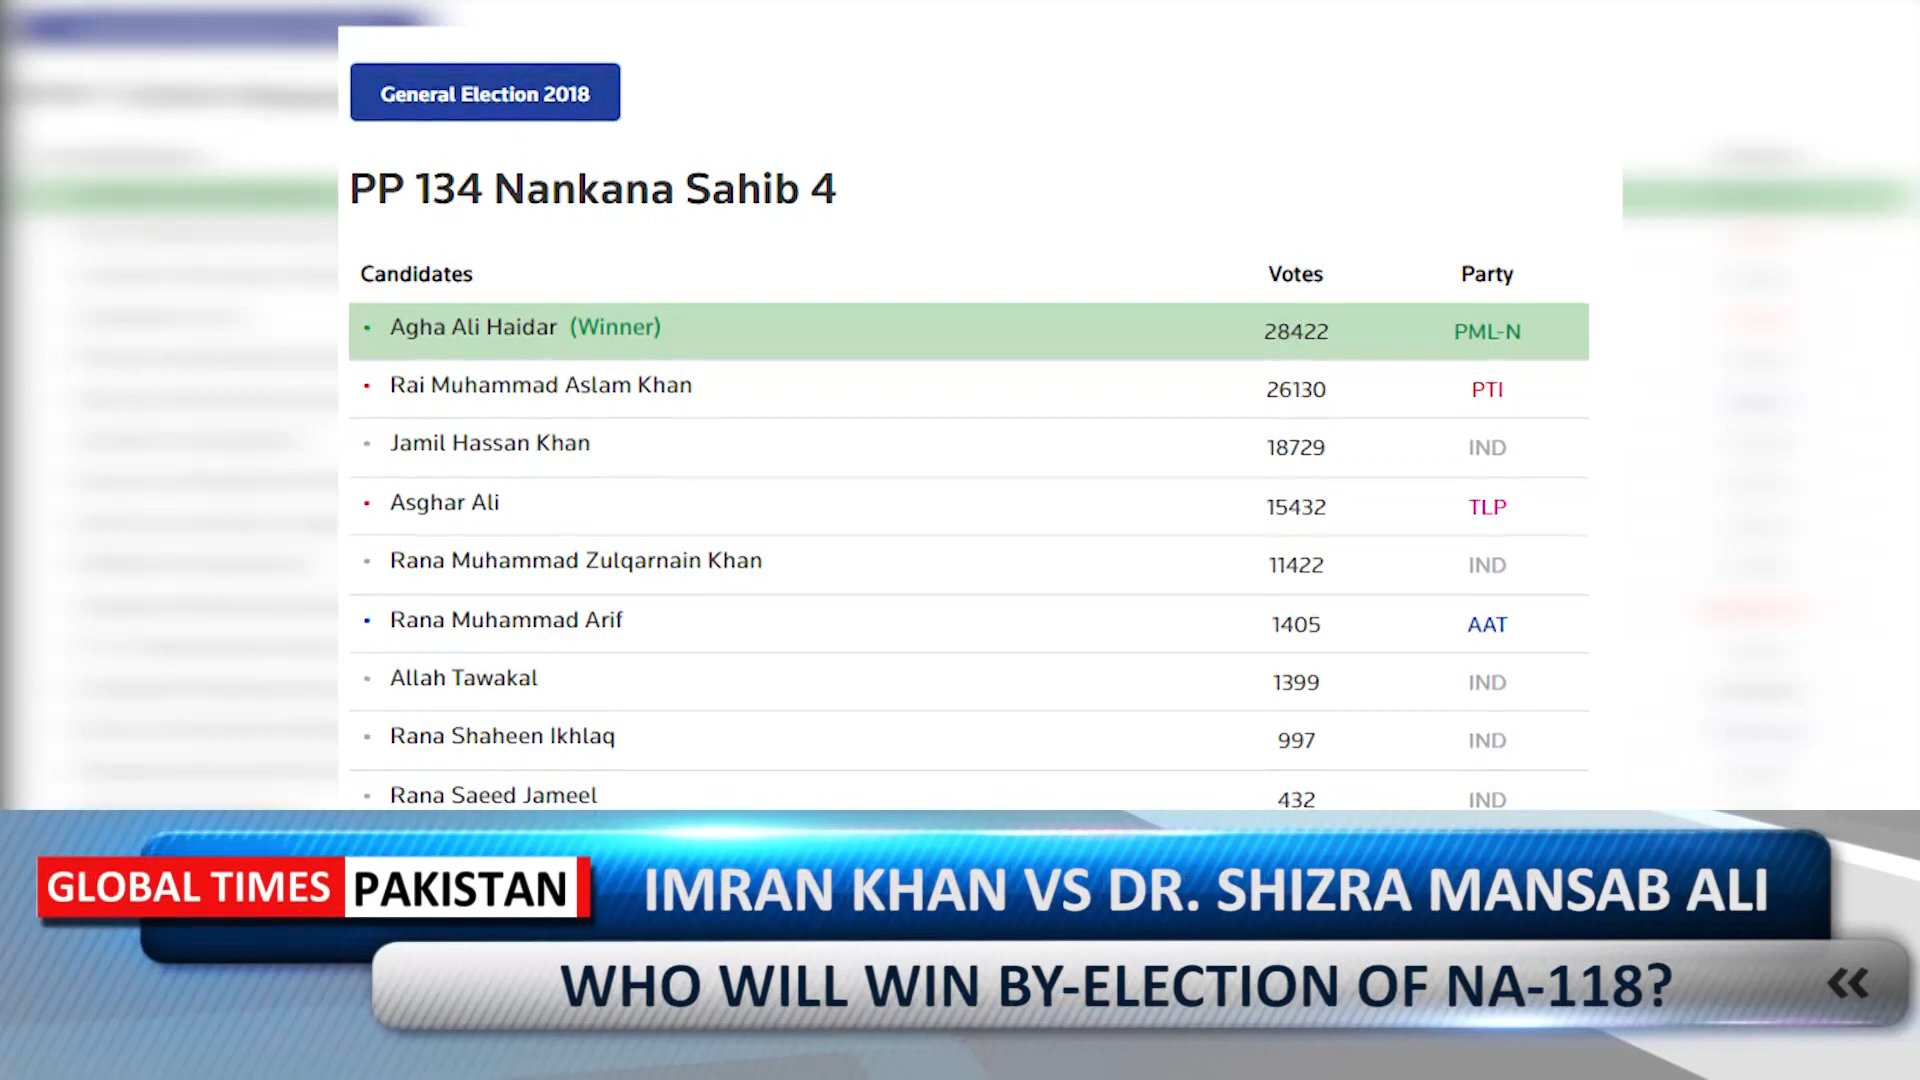 General Election 2018
PP 134 Nankana Sahib 4
Candidates Votes Party
Agha Ali Haidar (Winner) 28422 PML-N
Rai Muhammad Aslam Khan 26130 PTI
Jamil Hassan Khan 18729 IND
Asghar Ali 15432 TLP
Rana Muhammad Zulqarnain Khan 11422 IND
Rana Muhammad Arif 1405 AAT
Allah Tawakal 1399 IND
Rana Shaheen Ikhlaq 997 IND
Rana Saeed Jameel 432 IND
GLOBAL TIMES PAKISTAN
IMRAN KHAN VS DR. SHIZRA MANSAB ALI
WHO WILL WIN BY-ELECTION OF NA-118?